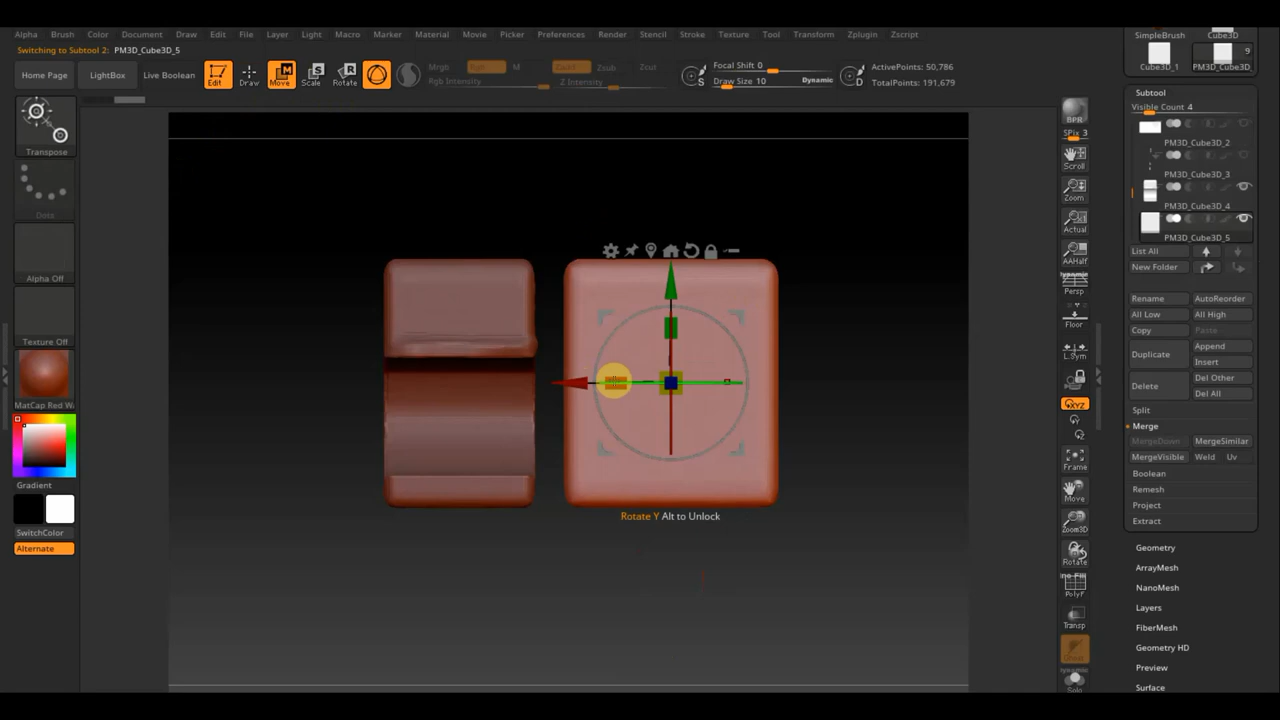 Alpha Brush Color Document Draw Edit File Layer Light Macro Marker Material Movie Picker Preferences Render Stencil Stroke Texture Tool Transform Zplugin Zscript
Switching to Subtool 2: PM3D_Cube3D_5
Home Page
LightBox
Live Boolean
Edit
Draw
Move
Scale
Rotate
Mrgb
Rgb
M
Rgb Intensity
Zadd
Zsub
Zcut
Z Intensity
Focal Shift 0
Draw Size 10
Dynamic
S
D
ActivePoints: 50,786
TotalPoints: 191,679
Transpose
Dots
Alpha Off
Texture Off
MatCap Red Wa
Gradient
SwitchColor
Alternate
Rotate Y Alt to Unlock
BPR
SPix 3
Scroll
Zoom
Actual
AAHalf
Dynamic
Persp
Floor
L.Sym
XYZ
Y
Z
Frame
Move
Zoom3D
Rotate
PolyF
Transp
Ghost
Dynamic
Solo
SimpleBrush
Cube3D
9
Cube3D_1
PM3D_Cube3D
Subtool
Visible Count 4
PM3D_Cube3D_2
PM3D_Cube3D_3
PM3D_Cube3D_4
PM3D_Cube3D_5
List All
New Folder
Rename
AutoReorder
All Low
All High
Copy
Paste
Duplicate
Append
Insert
Delete
Del Other
Del All
Split
Merge
MergeDown
MergeSimilar
MergeVisible
Weld
Uv
Boolean
Remesh
Project
Extract
Geometry
ArrayMesh
NanoMesh
Layers
FiberMesh
Geometry HD
Preview
Surface